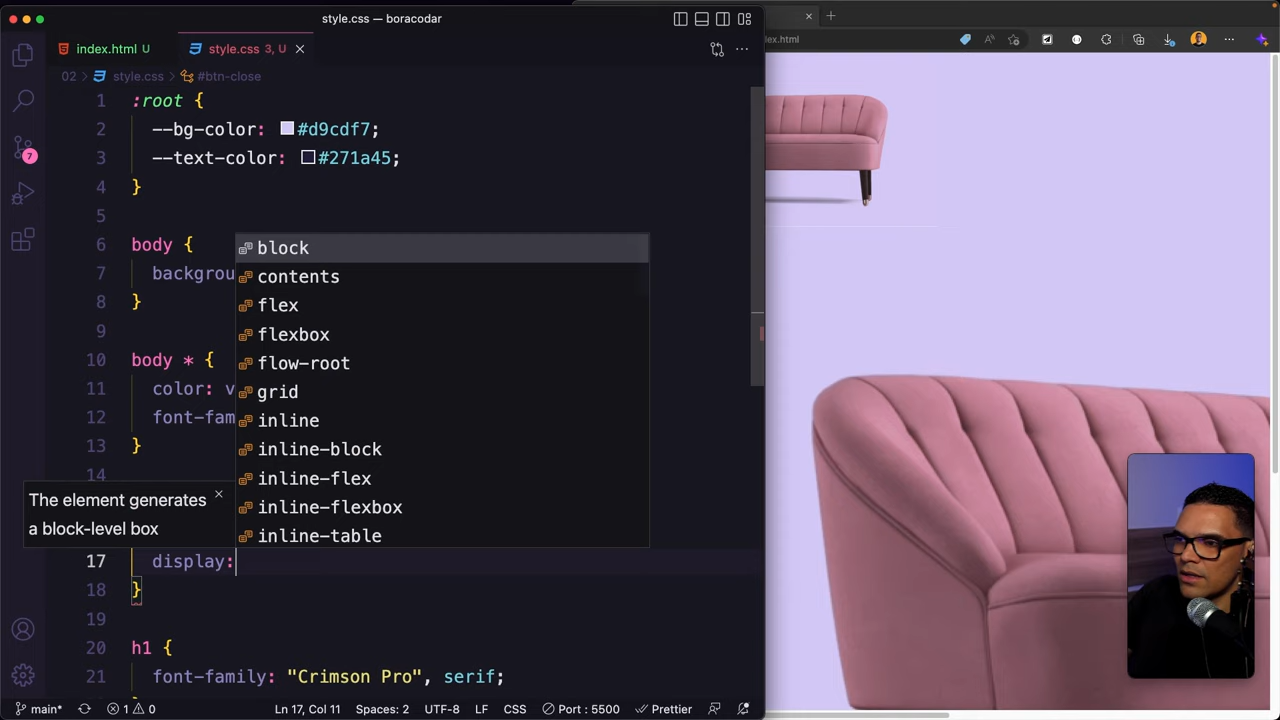 style.css — boracodar
index.html U
style.css 3, U
02 > style.css > #btn-close
html
1 :root {
2 --bg-color: #d9cdf7;
3 --text-color: #271a45;
4 }
5
6 body {
7 backgrou
8 }
9
10 body * {
11 color: v
12 font-fam
13 }
14
block
contents
flex
flexbox
flow-root
grid
inline
inline-block
inline-flex
inline-flexbox
inline-table
The element generates
a block-level box
17 display:
18 }
19
20 h1 {
21 font-family: "Crimson Pro", serif;
7
main* 1 0 Ln 17, Col 11 Spaces: 2 UTF-8 LF CSS Port : 5500 Prettier